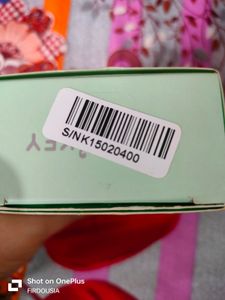 S/NK15020400
Shot on OnePlus
FIRDOUSIA